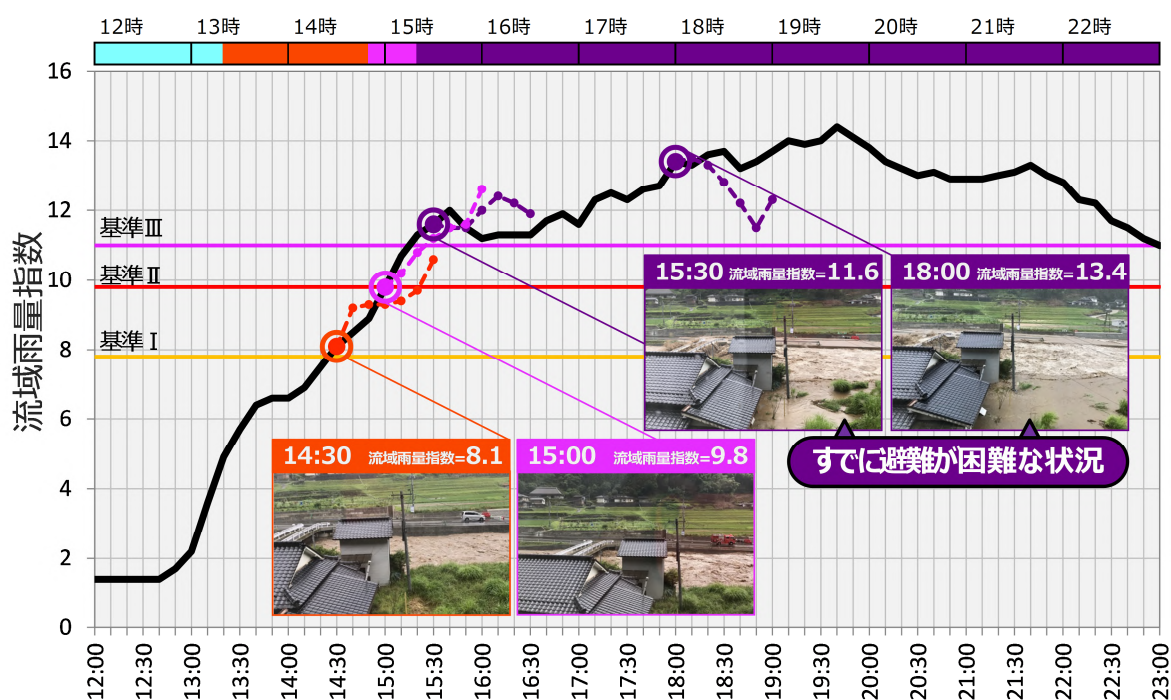 12時 13時 14時 15時 16時 17時 18時 19時 20時 21時 22時
16
14
12
10
8
6
4
2
0
流域雨量指数
基準Ⅲ
基準Ⅱ
基準Ⅰ
15:30 流域雨量指数=11.6
18:00 流域雨量指数=13.4
すでに避難が困難な状況
14:30 流域雨量指数=8.1
15:00 流域雨量指数=9.8
12:00 12:30 13:00 13:30 14:00 14:30 15:00 15:30 16:00 16:30 17:00 17:30 18:00 18:30 19:00 19:30 20:00 20:30 21:00 21:30 22:00 22:30 3:00